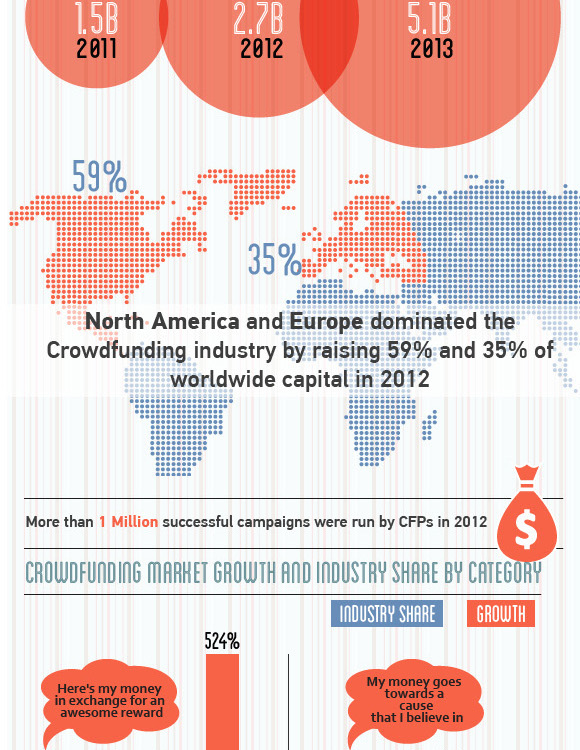 1.5B
2011
2.7B
2012
5.1B
2013
59%
35%
North America and Europe dominated the
Crowdfunding industry by raising 59% and 35% of
worldwide capital in 2012
More than 1 Million successful campaigns were run by CFPs in 2012
$
CROWDFUNDING MARKET GROWTH AND INDUSTRY SHARE BY CATEGORY
INDUSTRY SHARE
GROWTH
524%
Here's my money
in exchange for an
awesome reward
My money goes
towards a
cause
that I believe in